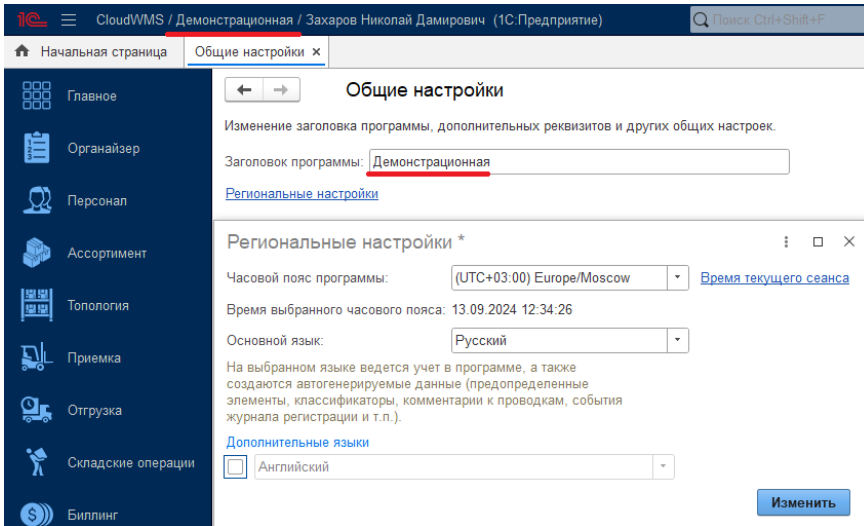 1С CloudWMS / Демонстрационная / Захаров Николай Дамирович (1С:Предприятие) Поиск Ctrl+Shift+F
Начальная страница Общие настройки ×
Главное
Органайзер
Персонал
Ассортимент
Топология
Приемка
Отгрузка
Складские операции
Биллинг
Общие настройки
Изменение заголовка программы, дополнительных реквизитов и других общих настроек.
Заголовок программы: Демонстрационная
Региональные настройки
Региональные настройки *
Часовой пояс программы: (UTC+03:00) Europe/Moscow Время текущего сеанса
Время выбранного часового пояса: 13.09.2024 12:34:26
Основной язык: Русский
На выбранном языке ведется учет в программе, а также
создаются автогенерируемые данные (предопределенные
элементы, классификаторы, комментарии к проводкам, события
журнала регистрации и т.п.).
Дополнительные языки
Английский
Изменить